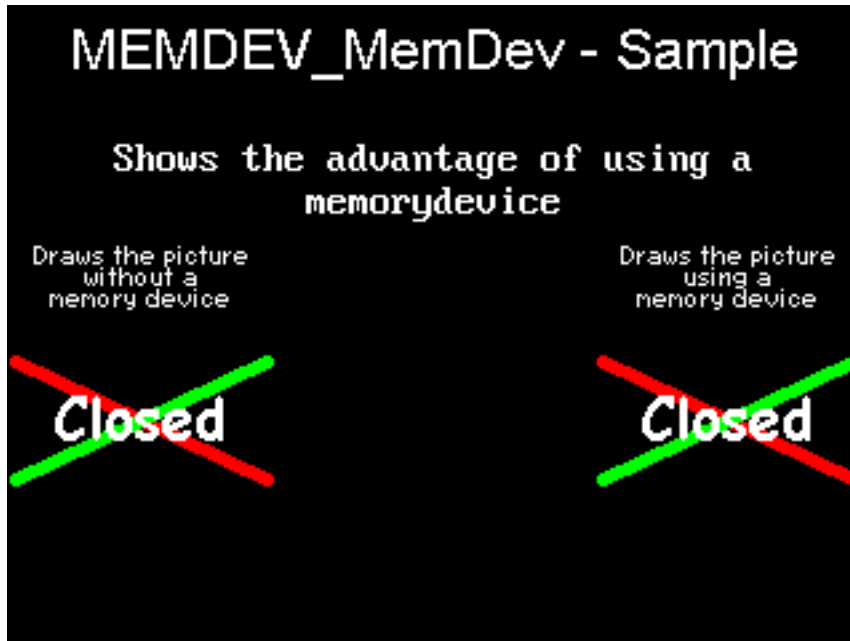 MEMDEV_MemDev - Sample
Shows the advantage of using a
memorydevice
Draws the picture
without a
memory device
Draws the picture
using a
memory device
Closed
Closed